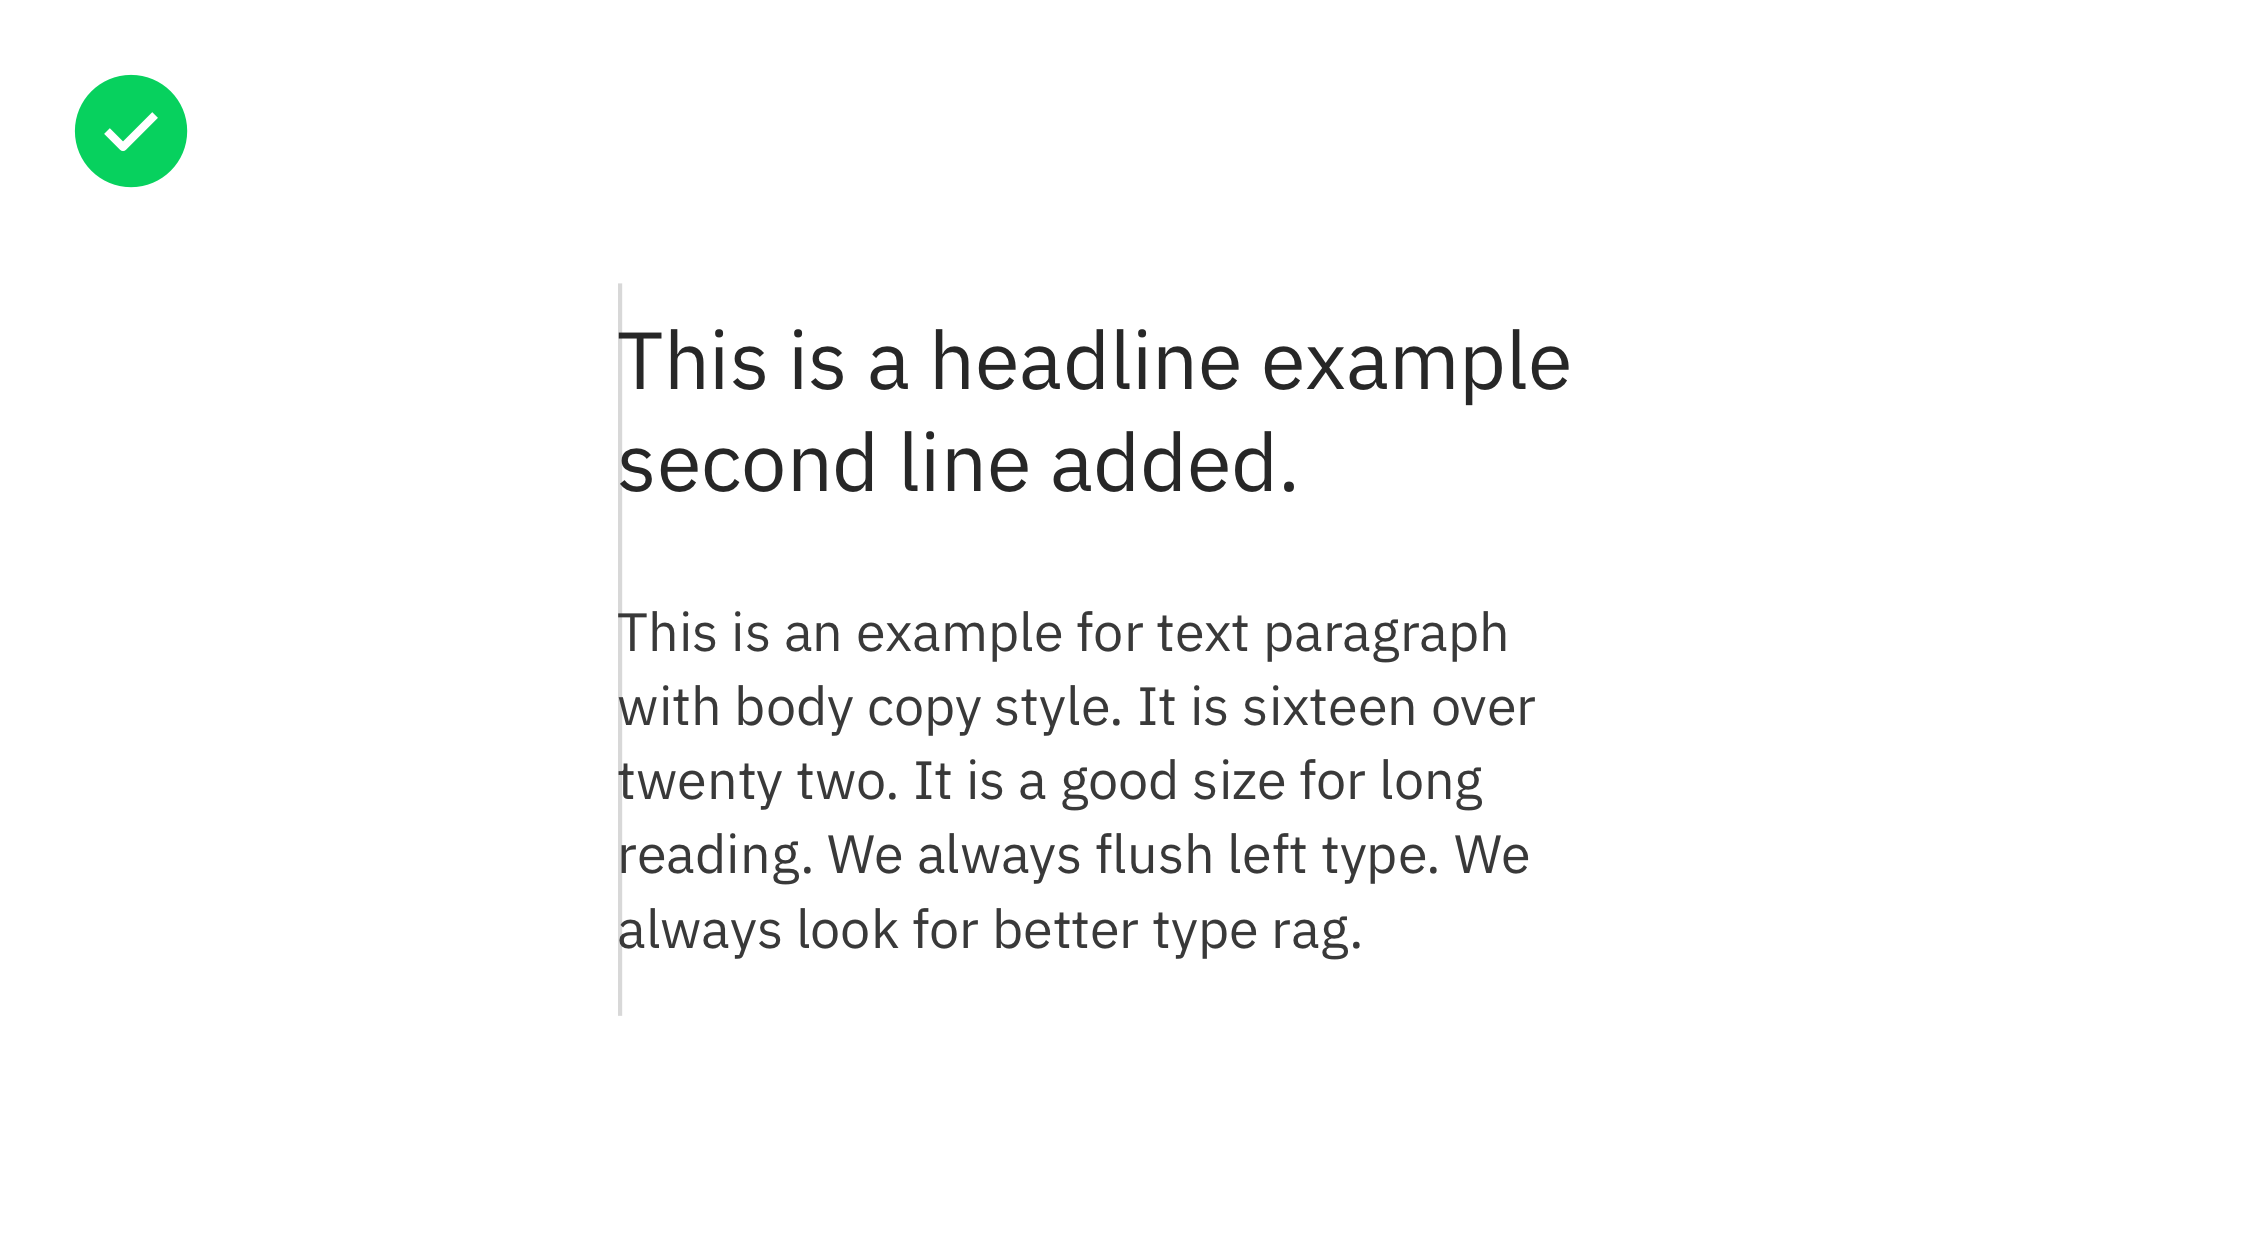 This is a headline example
second line added.
This is an example for text paragraph
with body copy style. It is sixteen over
twenty two. It is a good size for long
reading. We always flush left type. We
always look for better type rag.